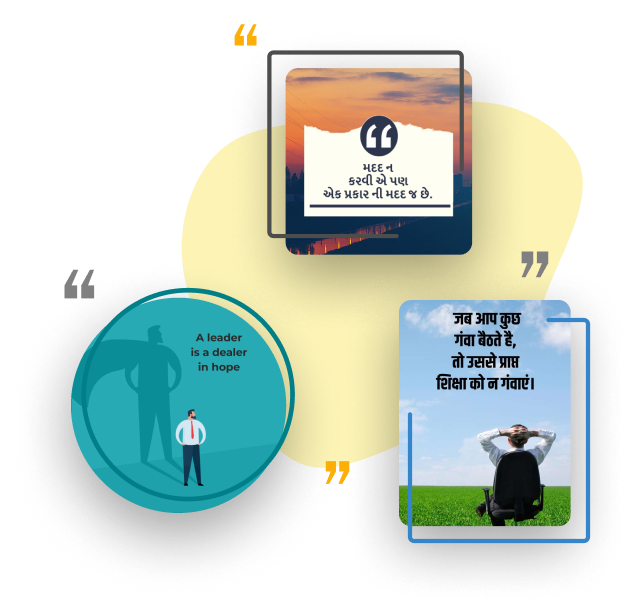 મદદ ન
કરવી એ પણ
એક પ્રકાર ની મદદ જ છે.
A leader
is a dealer
in hope
जब आप कुछ
गंवा बैठते है,
तो उससे प्राप्त
शिक्षा को न गंवाएं।